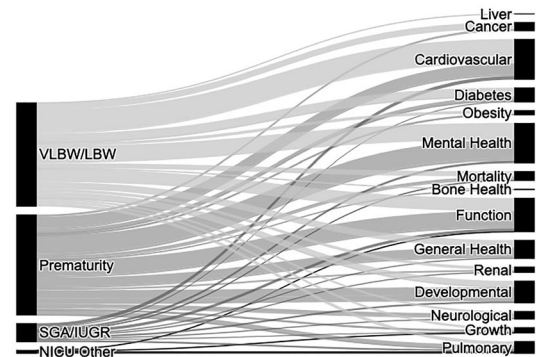 VLBW/LBW
Prematurity
SGA/IUGR
NICU Other
Liver
Cancer
Cardiovascular
Diabetes
Obesity
Mental Health
Mortality
Bone Health
Function
General Health
Renal
Developmental
Neurological
Growth
Pulmonary